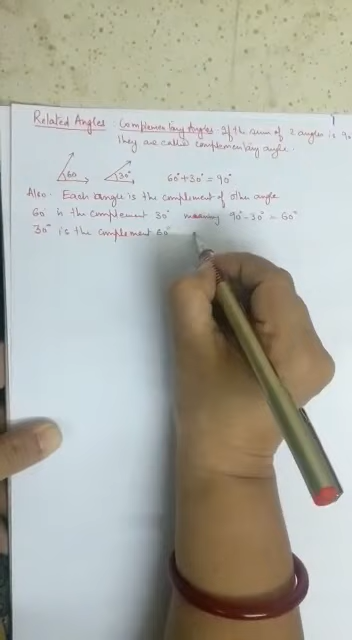 Related Angles Complementary Angles If the sum of 2 angles is 90
they are called complementary angle.
60° 30° 60°+30°=90°
Also Each angle is the complement of other angle
60° is the complement 30° meaning 90°-30° = 60°
30° is the complement 60°